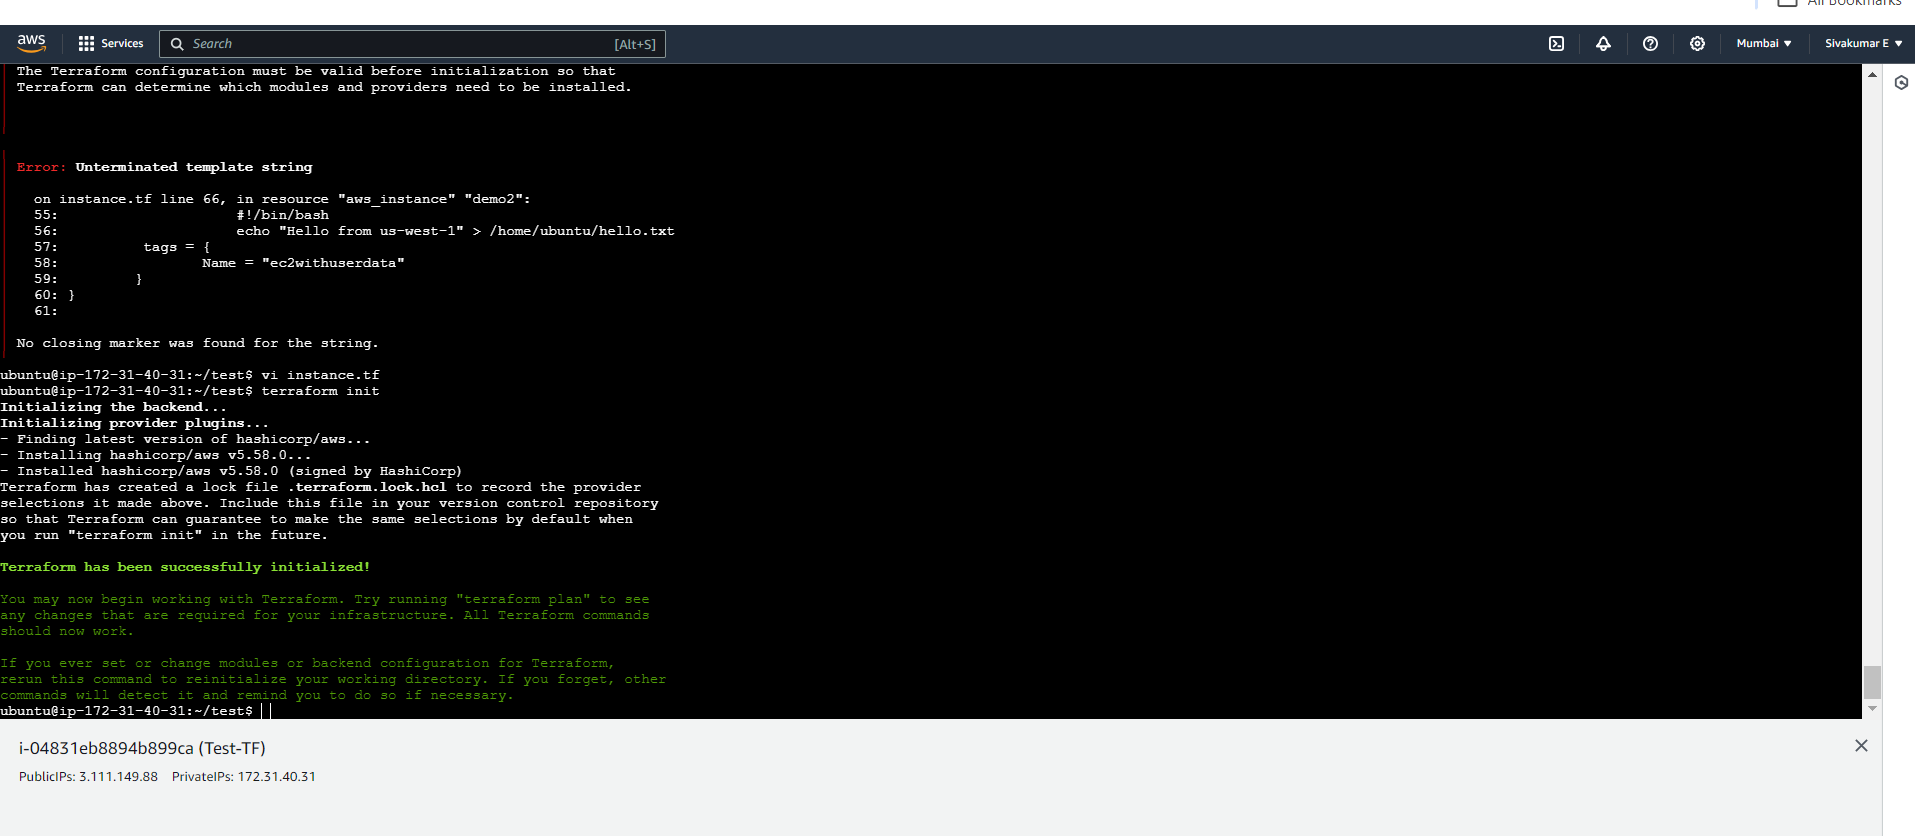 All Bookmarks
aws Services Search [Alt+S] Mumbai ▼ Sivakumar E ▼
The Terraform configuration must be valid before initialization so that
Terraform can determine which modules and providers need to be installed.
Error: Unterminated template string
on instance.tf line 66, in resource "aws_instance" "demo2":
55: #!/bin/bash
56: echo "Hello from us-west-1" > /home/ubuntu/hello.txt
57: tags = {
58: Name = "ec2withuserdata"
59: }
60: }
61:
No closing marker was found for the string.
ubuntu@ip-172-31-40-31:~/test$ vi instance.tf
ubuntu@ip-172-31-40-31:~/test$ terraform init
Initializing the backend...
Initializing provider plugins...
- Finding latest version of hashicorp/aws...
- Installing hashicorp/aws v5.58.0...
- Installed hashicorp/aws v5.58.0 (signed by HashiCorp)
Terraform has created a lock file .terraform.lock.hcl to record the provider
selections it made above. Include this file in your version control repository
so that Terraform can guarantee to make the same selections by default when
you run "terraform init" in the future.
Terraform has been successfully initialized!
You may now begin working with Terraform. Try running "terraform plan" to see
any changes that are required for your infrastructure. All Terraform commands
should now work.
If you ever set or change modules or backend configuration for Terraform,
rerun this command to reinitialize your working directory. If you forget, other
commands will detect it and remind you to do so if necessary.
ubuntu@ip-172-31-40-31:~/test$
i-04831eb8894b899ca (Test-TF)
PublicIPs: 3.111.149.88 PrivateIPs: 172.31.40.31